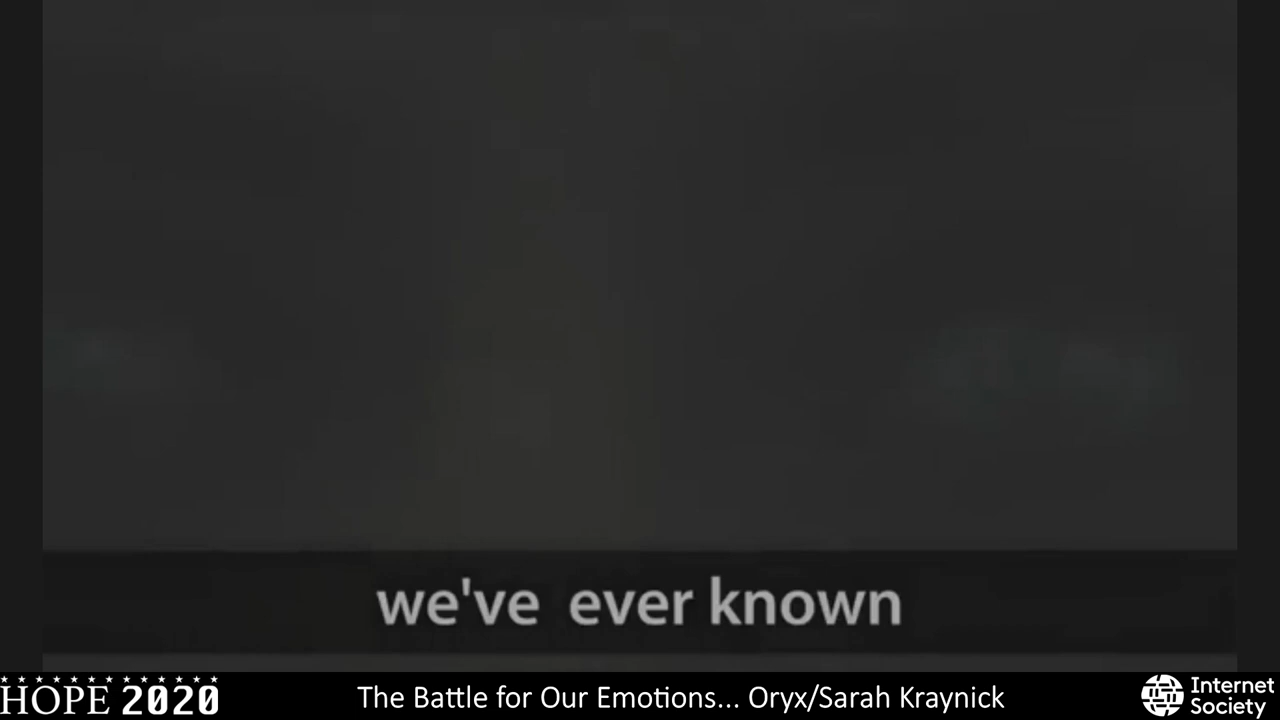 we've ever known
HOPE 2020
The Battle for Our Emotions... Oryx/Sarah Kraynick
Internet
Society